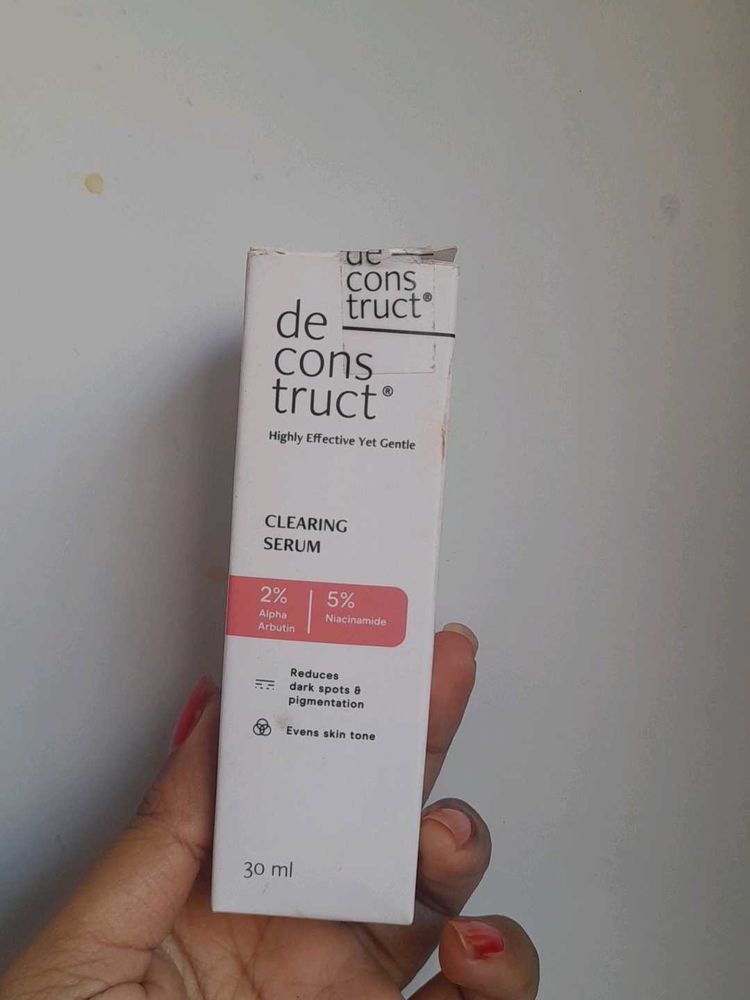 de
cons
truct®
de
cons
truct®
Highly Effective Yet Gentle
CLEARING
SERUM
2%
Alpha
Arbutin
5%
Niacinamide
Reduces
dark spots &
pigmentation
Evens skin tone
30 ml